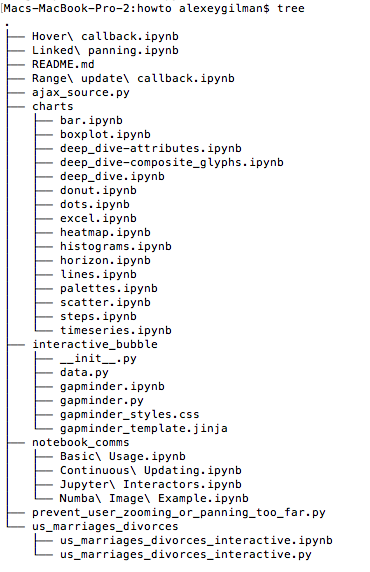 [Macs-MacBook-Pro-2:howto alexeygilman$ tree
.
├── Hover\ callback.ipynb
├── Linked\ panning.ipynb
├── README.md
├── Range\ update\ callback.ipynb
├── ajax_source.py
├── charts
│   ├── bar.ipynb
│   ├── boxplot.ipynb
│   ├── deep_dive-attributes.ipynb
│   ├── deep_dive-composite_glyphs.ipynb
│   ├── deep_dive.ipynb
│   ├── donut.ipynb
│   ├── dots.ipynb
│   ├── excel.ipynb
│   ├── heatmap.ipynb
│   ├── histograms.ipynb
│   ├── horizon.ipynb
│   ├── lines.ipynb
│   ├── palettes.ipynb
│   ├── scatter.ipynb
│   ├── steps.ipynb
│   └── timeseries.ipynb
├── interactive_bubble
│   ├── __init__.py
│   ├── data.py
│   ├── gapminder.ipynb
│   ├── gapminder.py
│   ├── gapminder_styles.css
│   └── gapminder_template.jinja
├── notebook_comms
│   ├── Basic\ Usage.ipynb
│   ├── Continuous\ Updating.ipynb
│   ├── Jupyter\ Interactors.ipynb
│   └── Numba\ Image\ Example.ipynb
├── prevent_user_zooming_or_panning_too_far.py
└── us_marriages_divorces
    ├── us_marriages_divorces_interactive.ipynb
    └── us_marriages_divorces_interactive.py